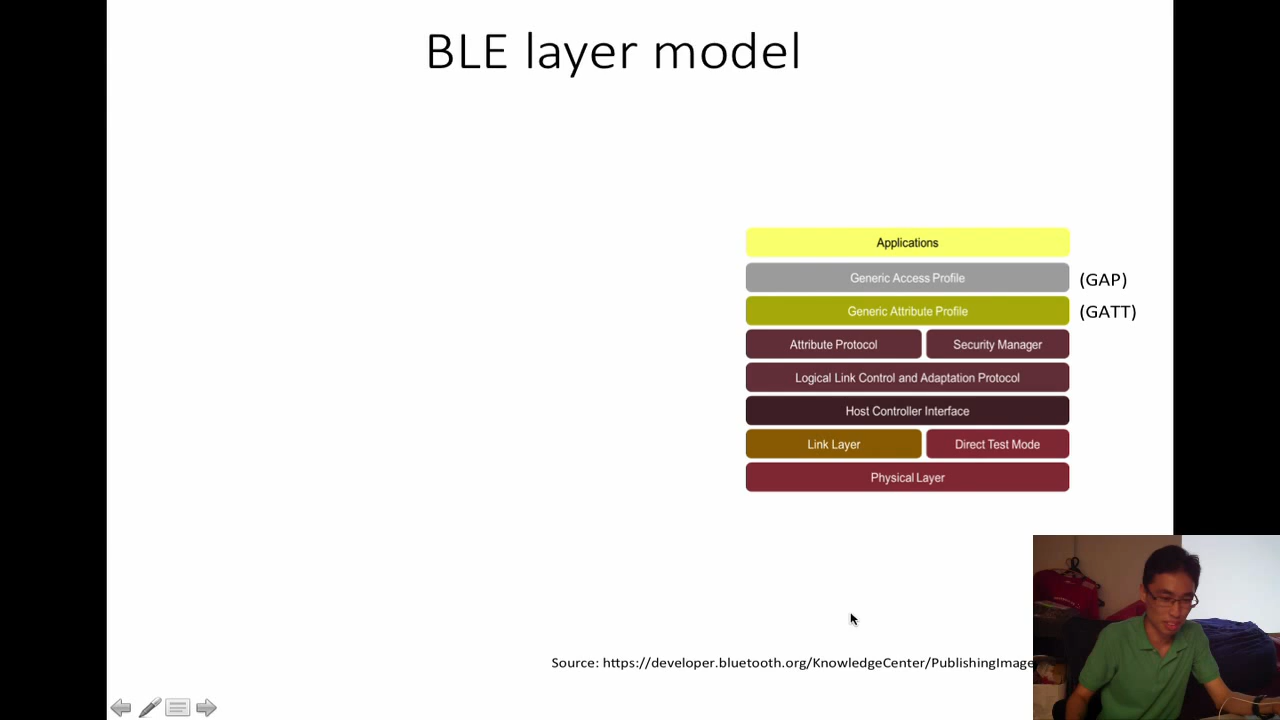 BLE layer model
Applications
Generic Access Profile (GAP)
Generic Attribute Profile (GATT)
Attribute Protocol Security Manager
Logical Link Control and Adaptation Protocol
Host Controller Interface
Link Layer Direct Test Mode
Physical Layer
Source: https://developer.bluetooth.org/KnowledgeCenter/PublishingImage